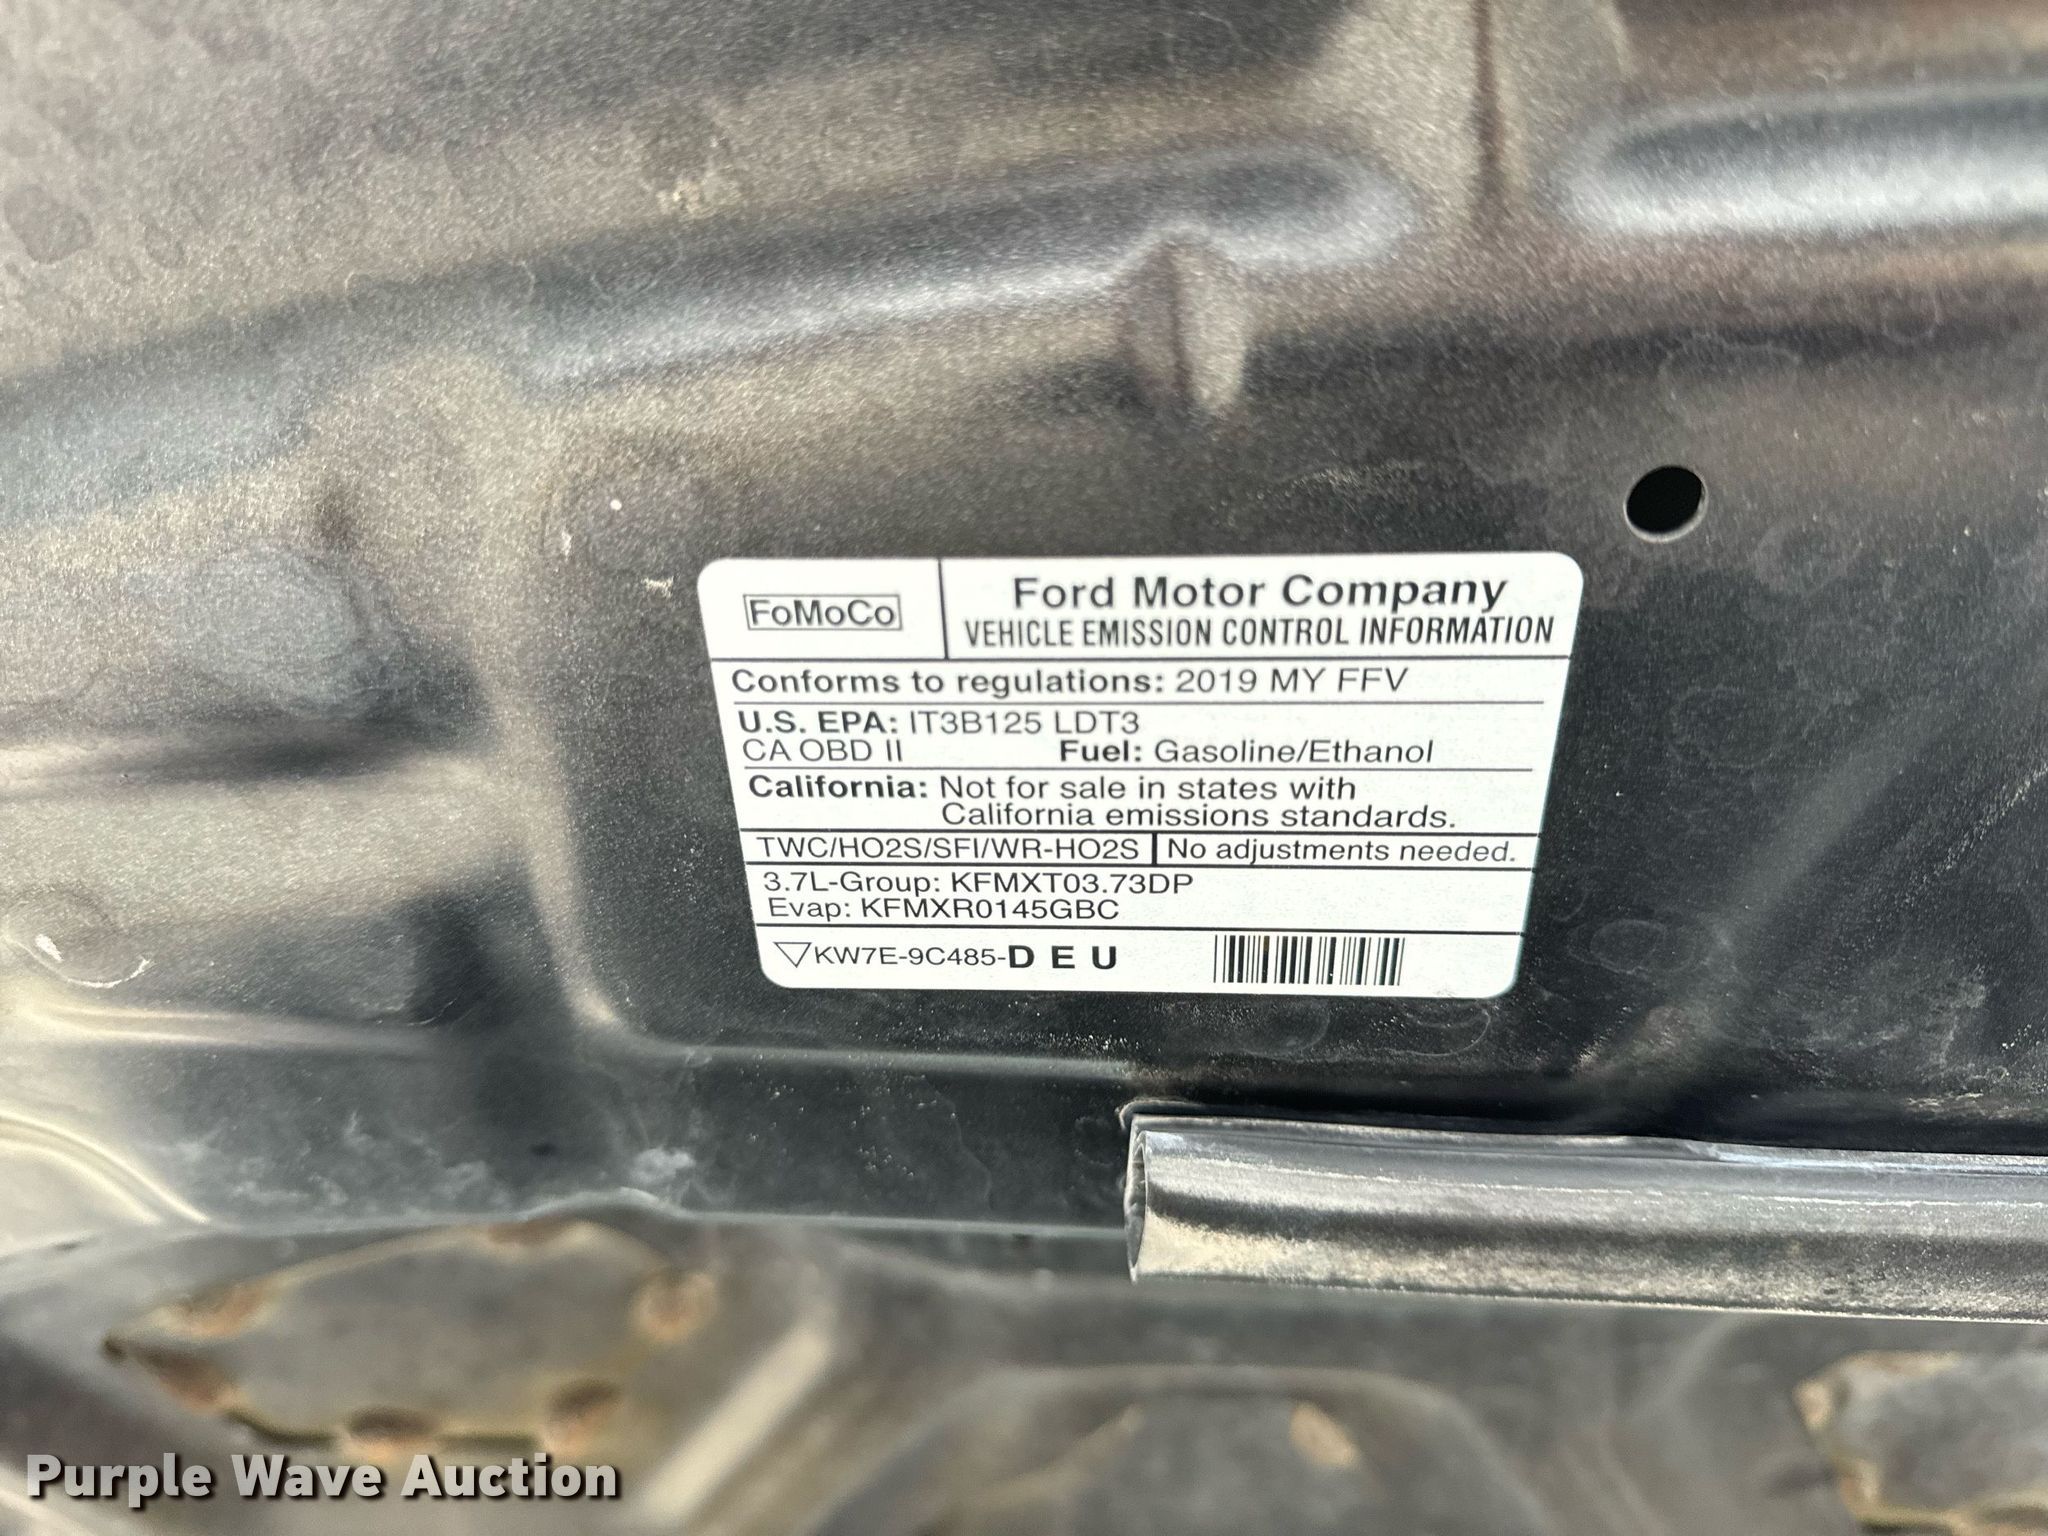 FoMoCo
Ford Motor Company
VEHICLE EMISSION CONTROL INFORMATION
Conforms to regulations: 2019 MY FFV
U.S. EPA: IT3B125 LDT3
CA OBD II Fuel: Gasoline/Ethanol
California: Not for sale in states with
California emissions standards.
TWC/HO2S/SFI/WR-HO2S No adjustments needed.
3.7L-Group: KFMXT03.73DP
Evap: KFMXR0145GBC
KW7E-9C485-D E U
Purple Wave Auction